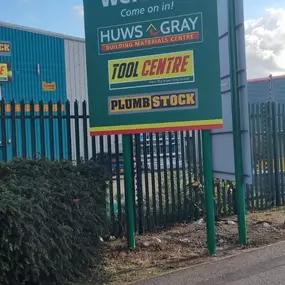 Come on in!
HUWS GRAY
BUILDING MATERIALS CENTRE
TOOL CENTRE
PLUMBSTOCK